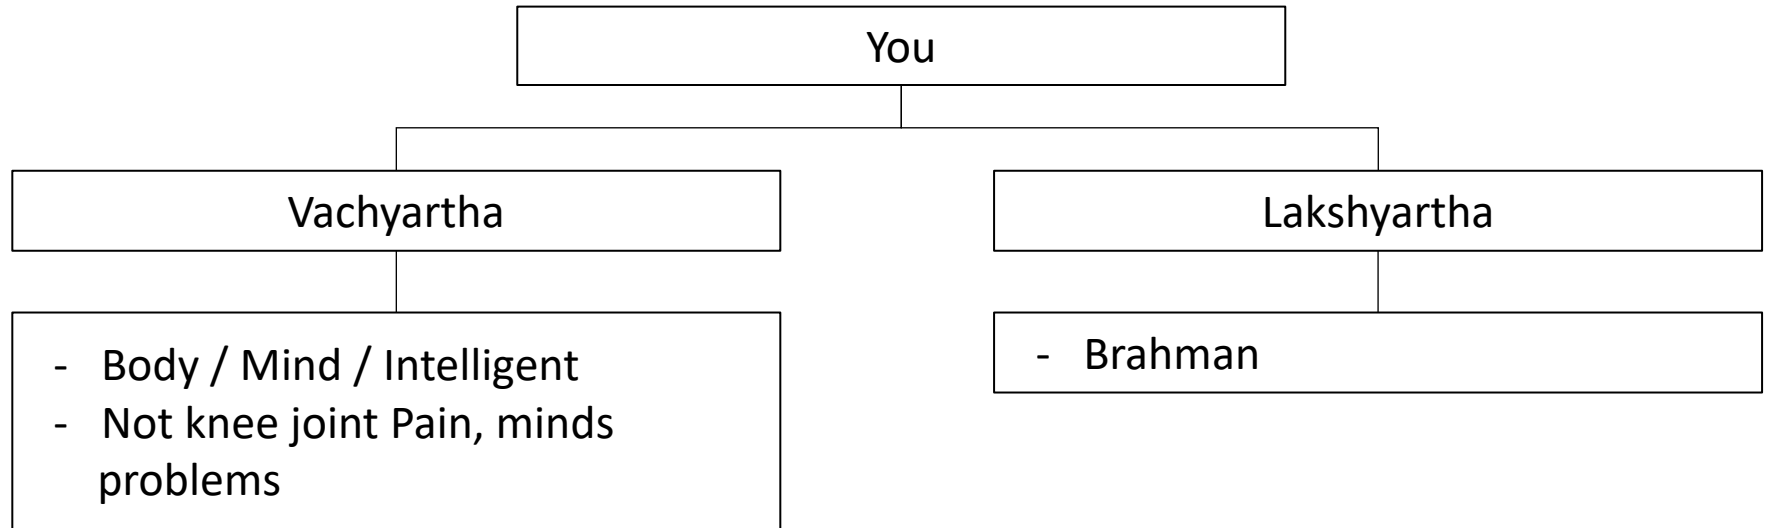 You
Vachyartha
Lakshyartha
- Body / Mind / Intelligent
- Not knee joint Pain, minds
problems
- Brahman